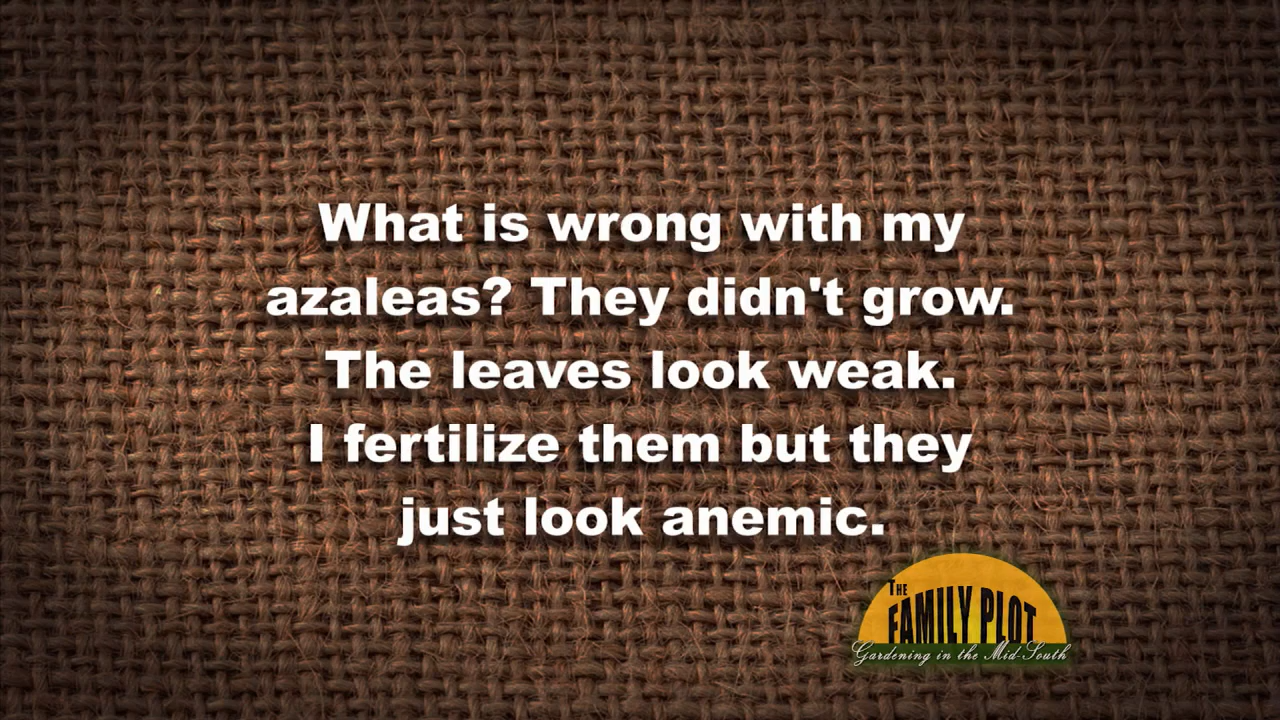 What is wrong with my
azaleas? They didn't grow.
The leaves look weak.
I fertilize them but they
just look anemic.
THE
FAMILY PLOT
Gardening in the Mid-South